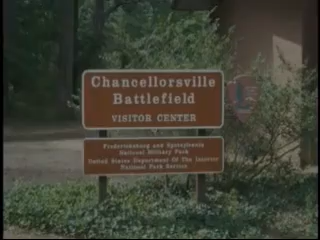 Chancellorsville
Battlefield
VISITOR CENTER
Fredericksburg and Spotsylvania
National Military Park
United States Department Of The Interior
National Park Service